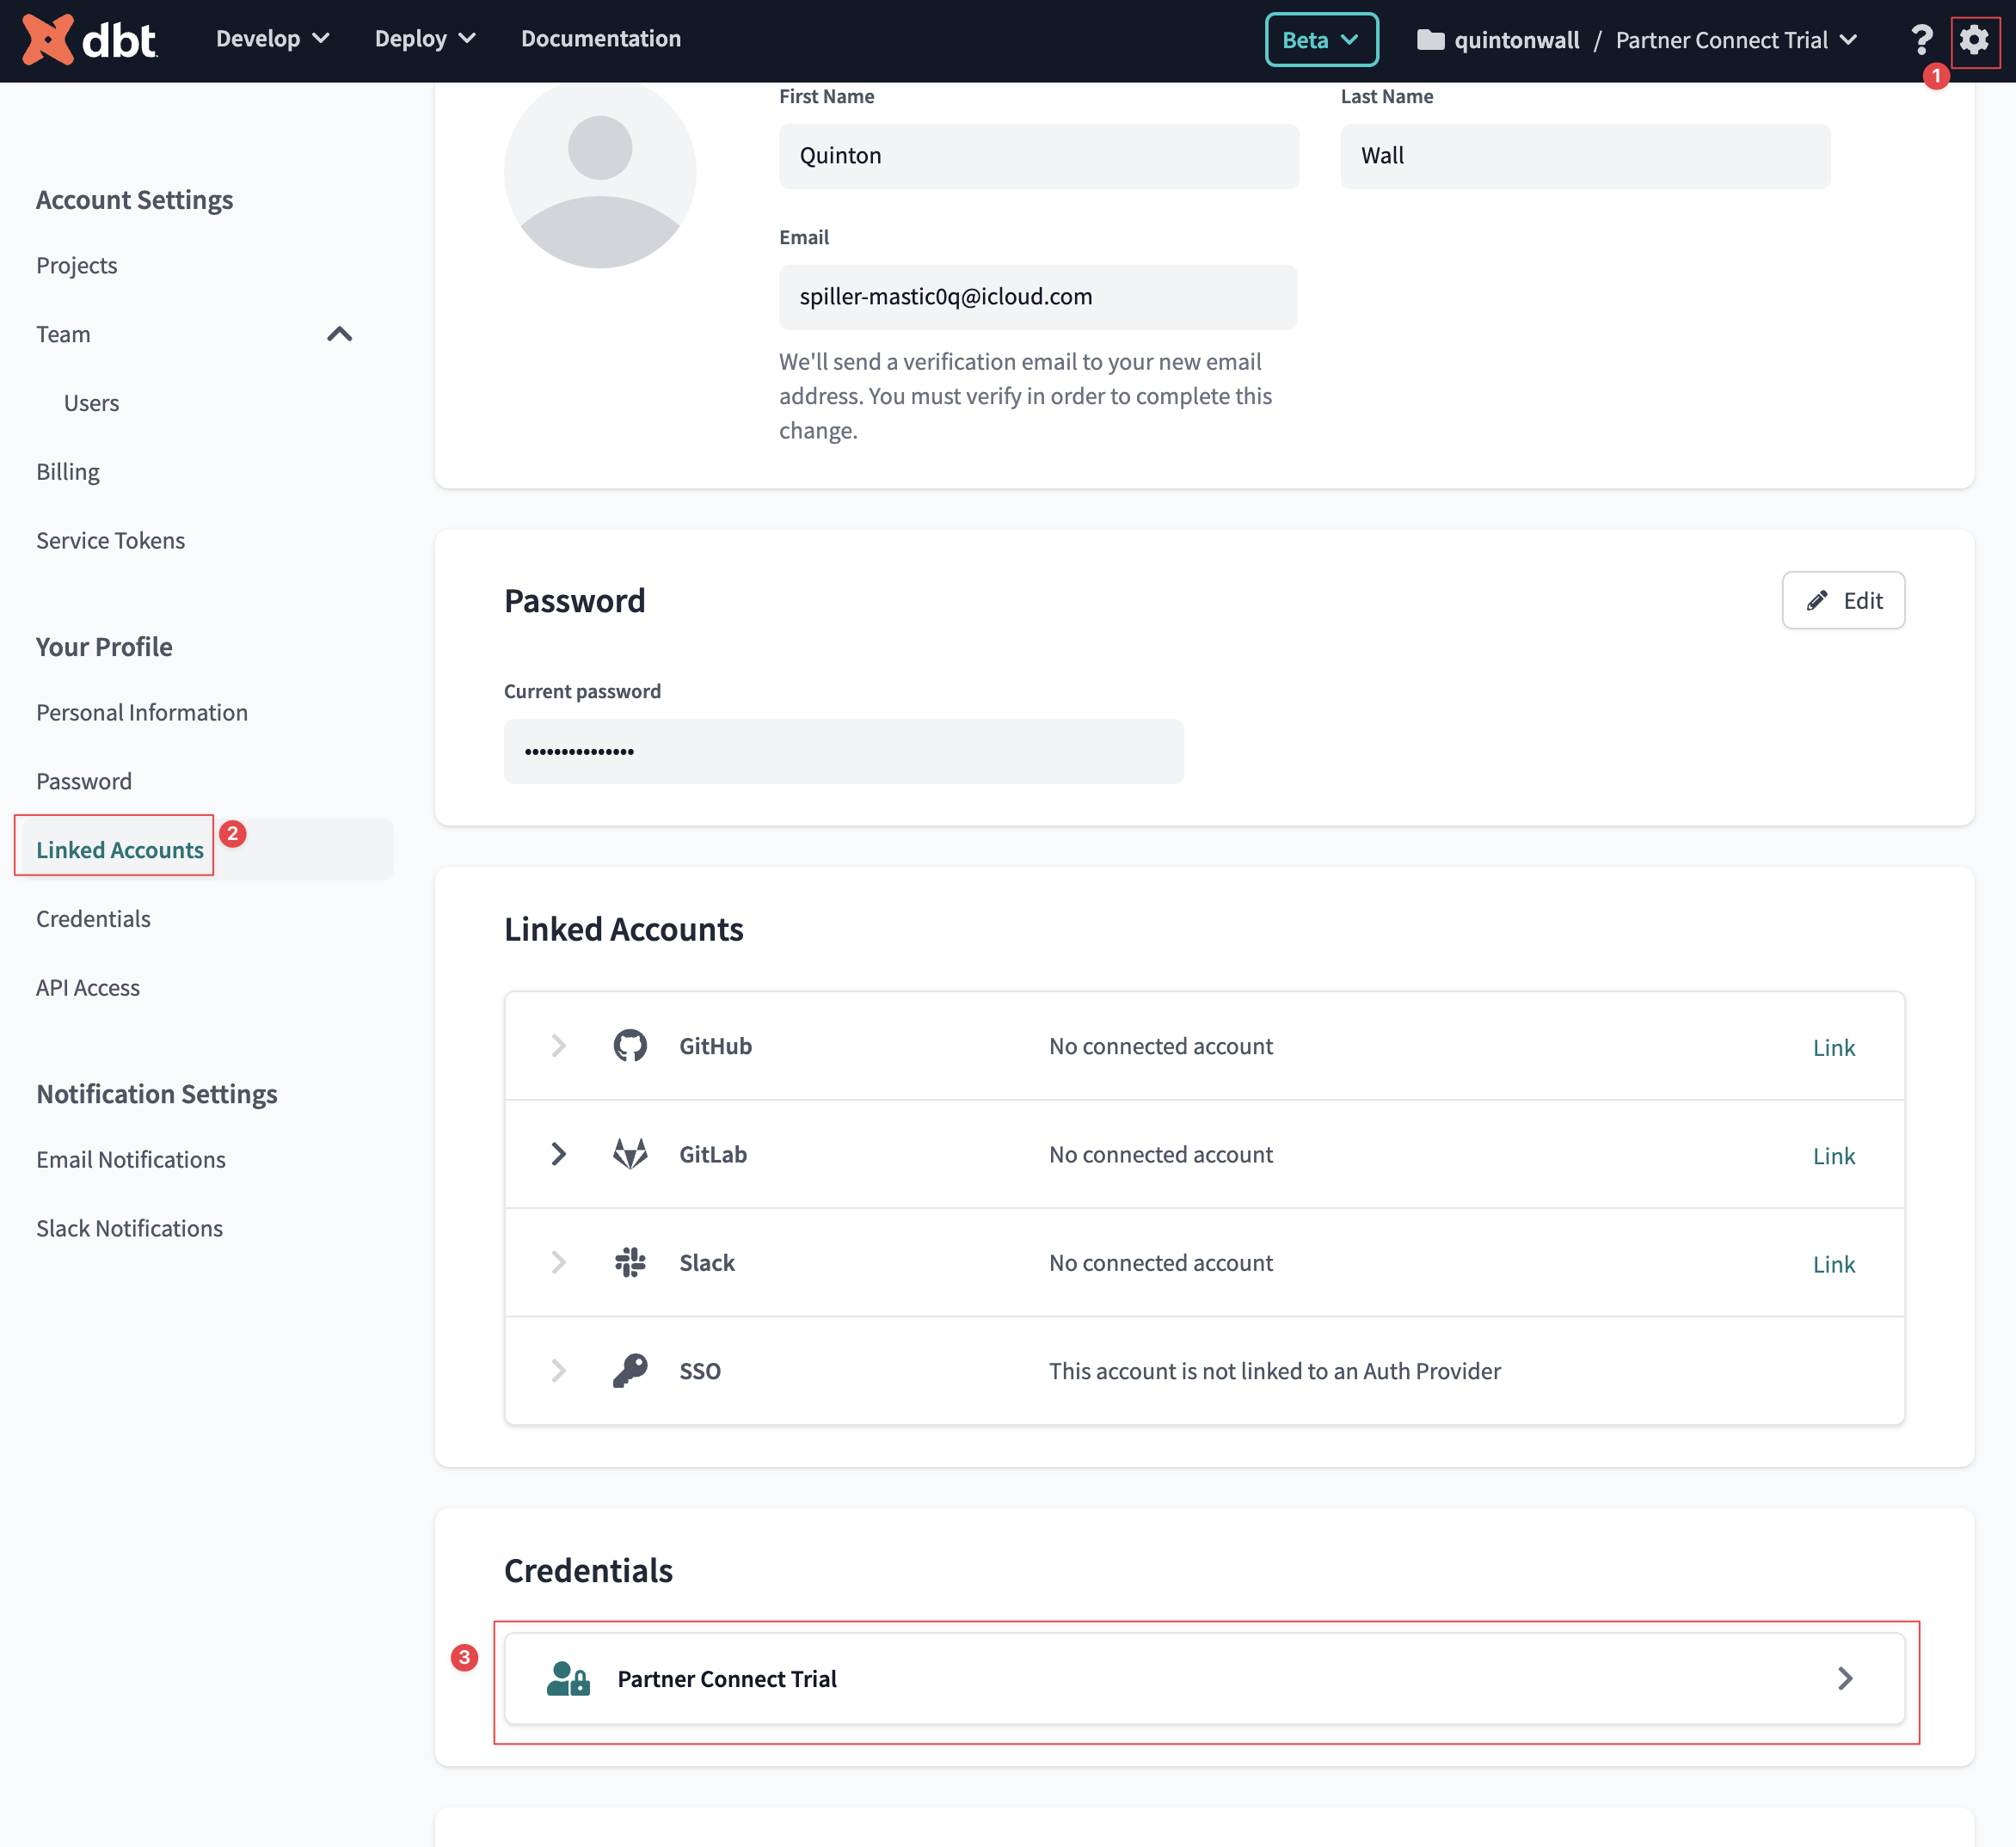 dbt
Develop
Deploy
Documentation
Beta
quintonwall / Partner Connect Trial
?
1
Account Settings
Projects
Team
Users
Billing
Service Tokens
Your Profile
Personal Information
Password
Linked Accounts
2
Credentials
API Access
Notification Settings
Email Notifications
Slack Notifications
First Name
Last Name
Quinton
Wall
Email
spiller-mastic0q@icloud.com
We'll send a verification email to your new email
address. You must verify in order to complete this
change.
Password
Edit
Current password
•••••••••••••••
Linked Accounts
GitHub No connected account Link
GitLab No connected account Link
Slack No connected account Link
SSO This account is not linked to an Auth Provider
Credentials
3
Partner Connect Trial